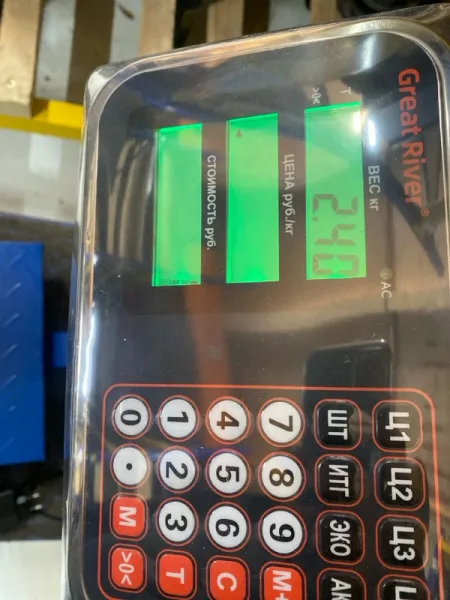 Great River®
ВЕС кг
AC
2.40
T
>0<
ЦЕНА руб./кг
СТОИМОСТЬ руб.
Ц1 Ц2 Ц3
ШТ ИТГ ЭКО АК
7 8 9 M+
4 5 6 C
1 2 3 T
0 • M >0<